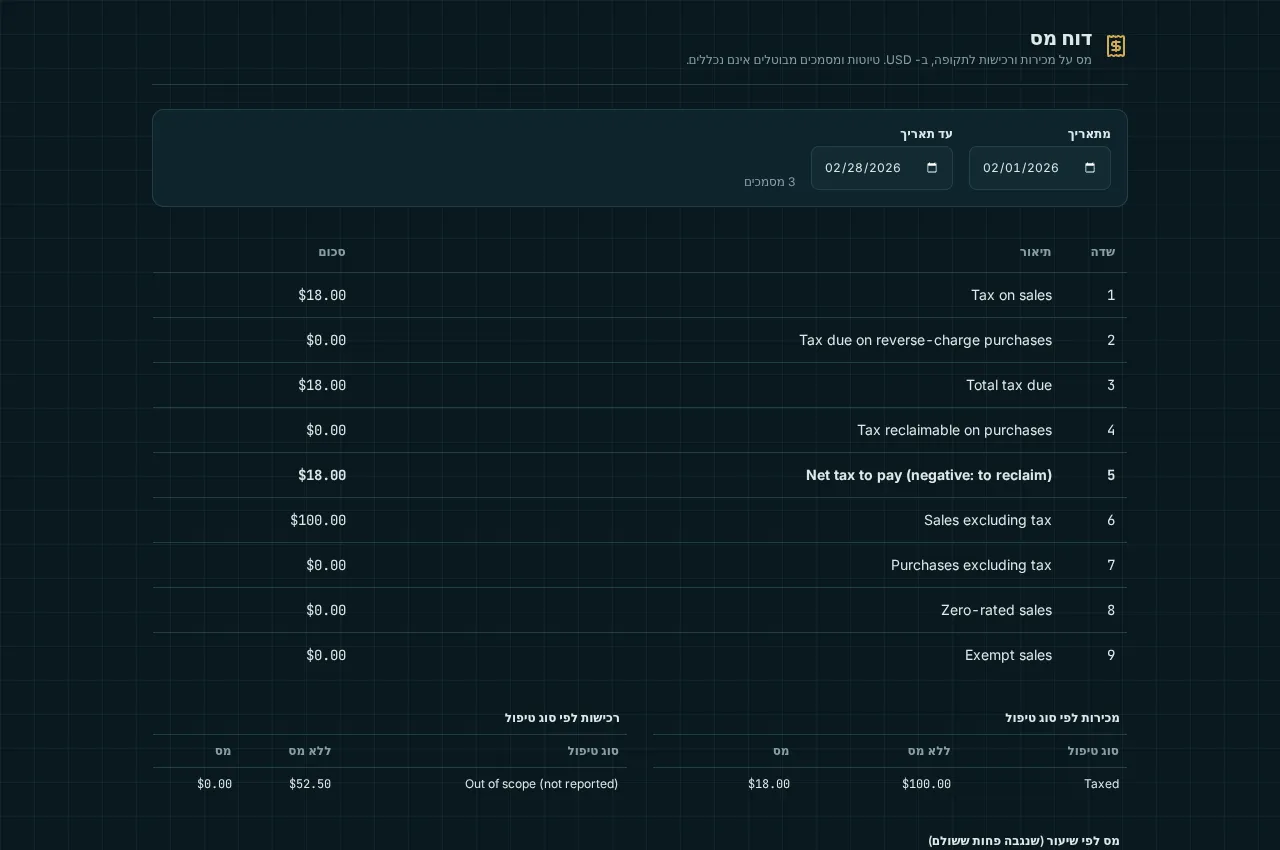 דוח מס
מס על מכירות ורכישות לתקופה, ב- USD. טיוטות ומסמכים מבוטלים אינם נכללים.
מתאריך
עד תאריך
02/01/2026
02/28/2026
3 מסמכים
שדה תיאור סכום
1 Tax on sales $18.00
2 Tax due on reverse-charge purchases $0.00
3 Total tax due $18.00
4 Tax reclaimable on purchases $0.00
5 Net tax to pay (negative: to reclaim) $18.00
6 Sales excluding tax $100.00
7 Purchases excluding tax $0.00
8 Zero-rated sales $0.00
9 Exempt sales $0.00
מכירות לפי סוג טיפול
סוג טיפול ללא מס מס
Taxed $100.00 $18.00
רכישות לפי סוג טיפול
סוג טיפול ללא מס מס
Out of scope (not reported) $52.50 $0.00
מס לפי שיעור (שנגבה פחות ששולם)